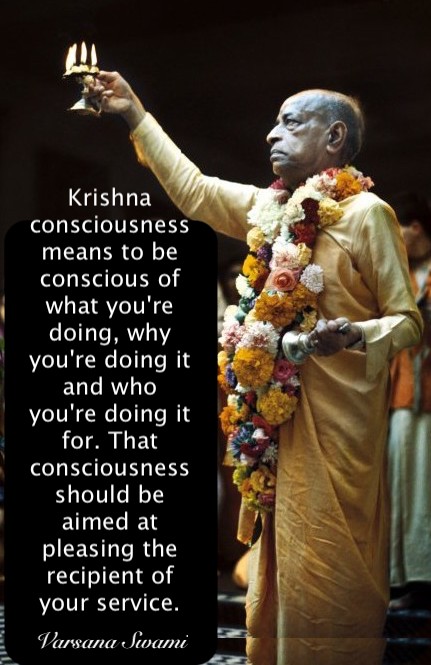 Krishna
consciousness
means to be
conscious of
what you're
doing, why
you're doing it
and who
you're doing it
for. That
consciousness
should be
aimed at
pleasing the
recipient of
your service.
Varsana Swami